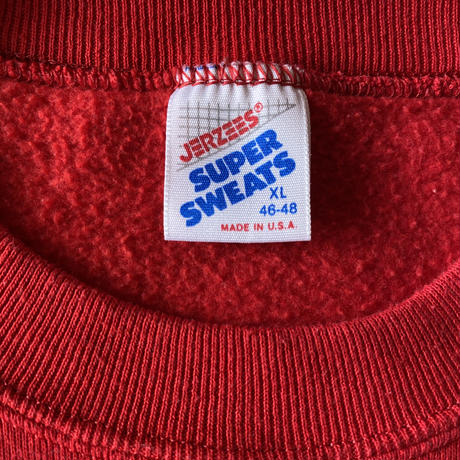 JERZEES®
SUPER
SWEATS
XL
46-48
MADE IN U.S.A.